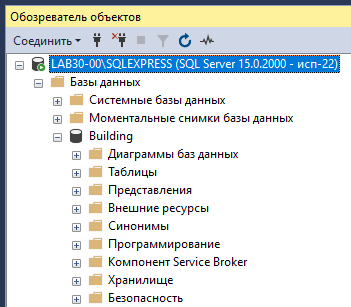 Обозреватель объектов
Соединить
LAB30-00\SQLEXPRESS (SQL Server 15.0.2000 - исп-22)
Базы данных
Системные базы данных
Моментальные снимки базы данных
Building
Диаграммы баз данных
Таблицы
Представления
Внешние ресурсы
Синонимы
Программирование
Компонент Service Broker
Хранилище
Безопасность